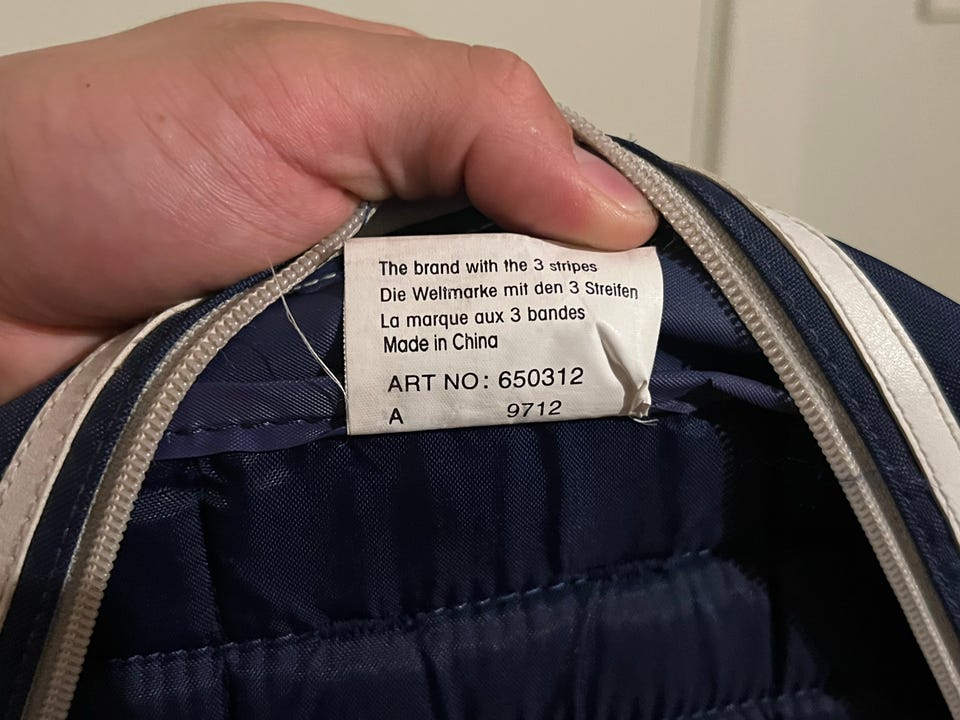 The brand with the 3 stripes
Die Weltmarke mit den 3 Streifen
La marque aux 3 bandes
Made in China
ART NO: 650312
A 9712